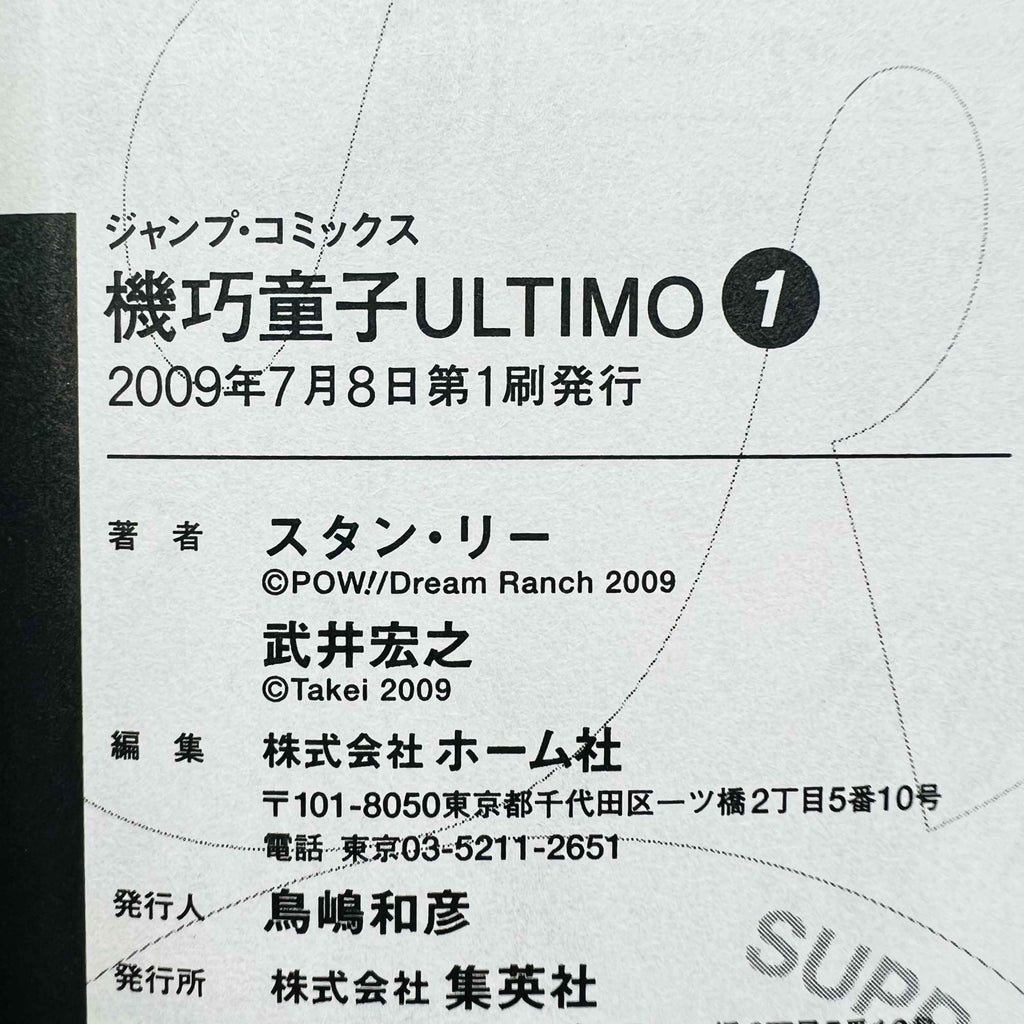 ジャンプ・コミックス
機巧童子ULTIMO 1
2009年7月8日第1刷発行
著者 スタン・リー
©POW!/Dream Ranch 2009
武井宏之
©Takei 2009
編集 株式会社 ホーム社
〒101-8050東京都千代田区一ツ橋2丁目5番10号
電話 東京03-5211-2651
発行人 鳥嶋和彦
発行所 株式会社 集英社